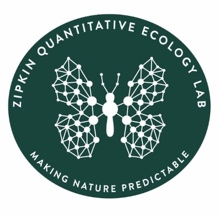 ZIPKIN QUANTITATIVE ECOLOGY LAB
MAKING NATURE PREDICTABLE